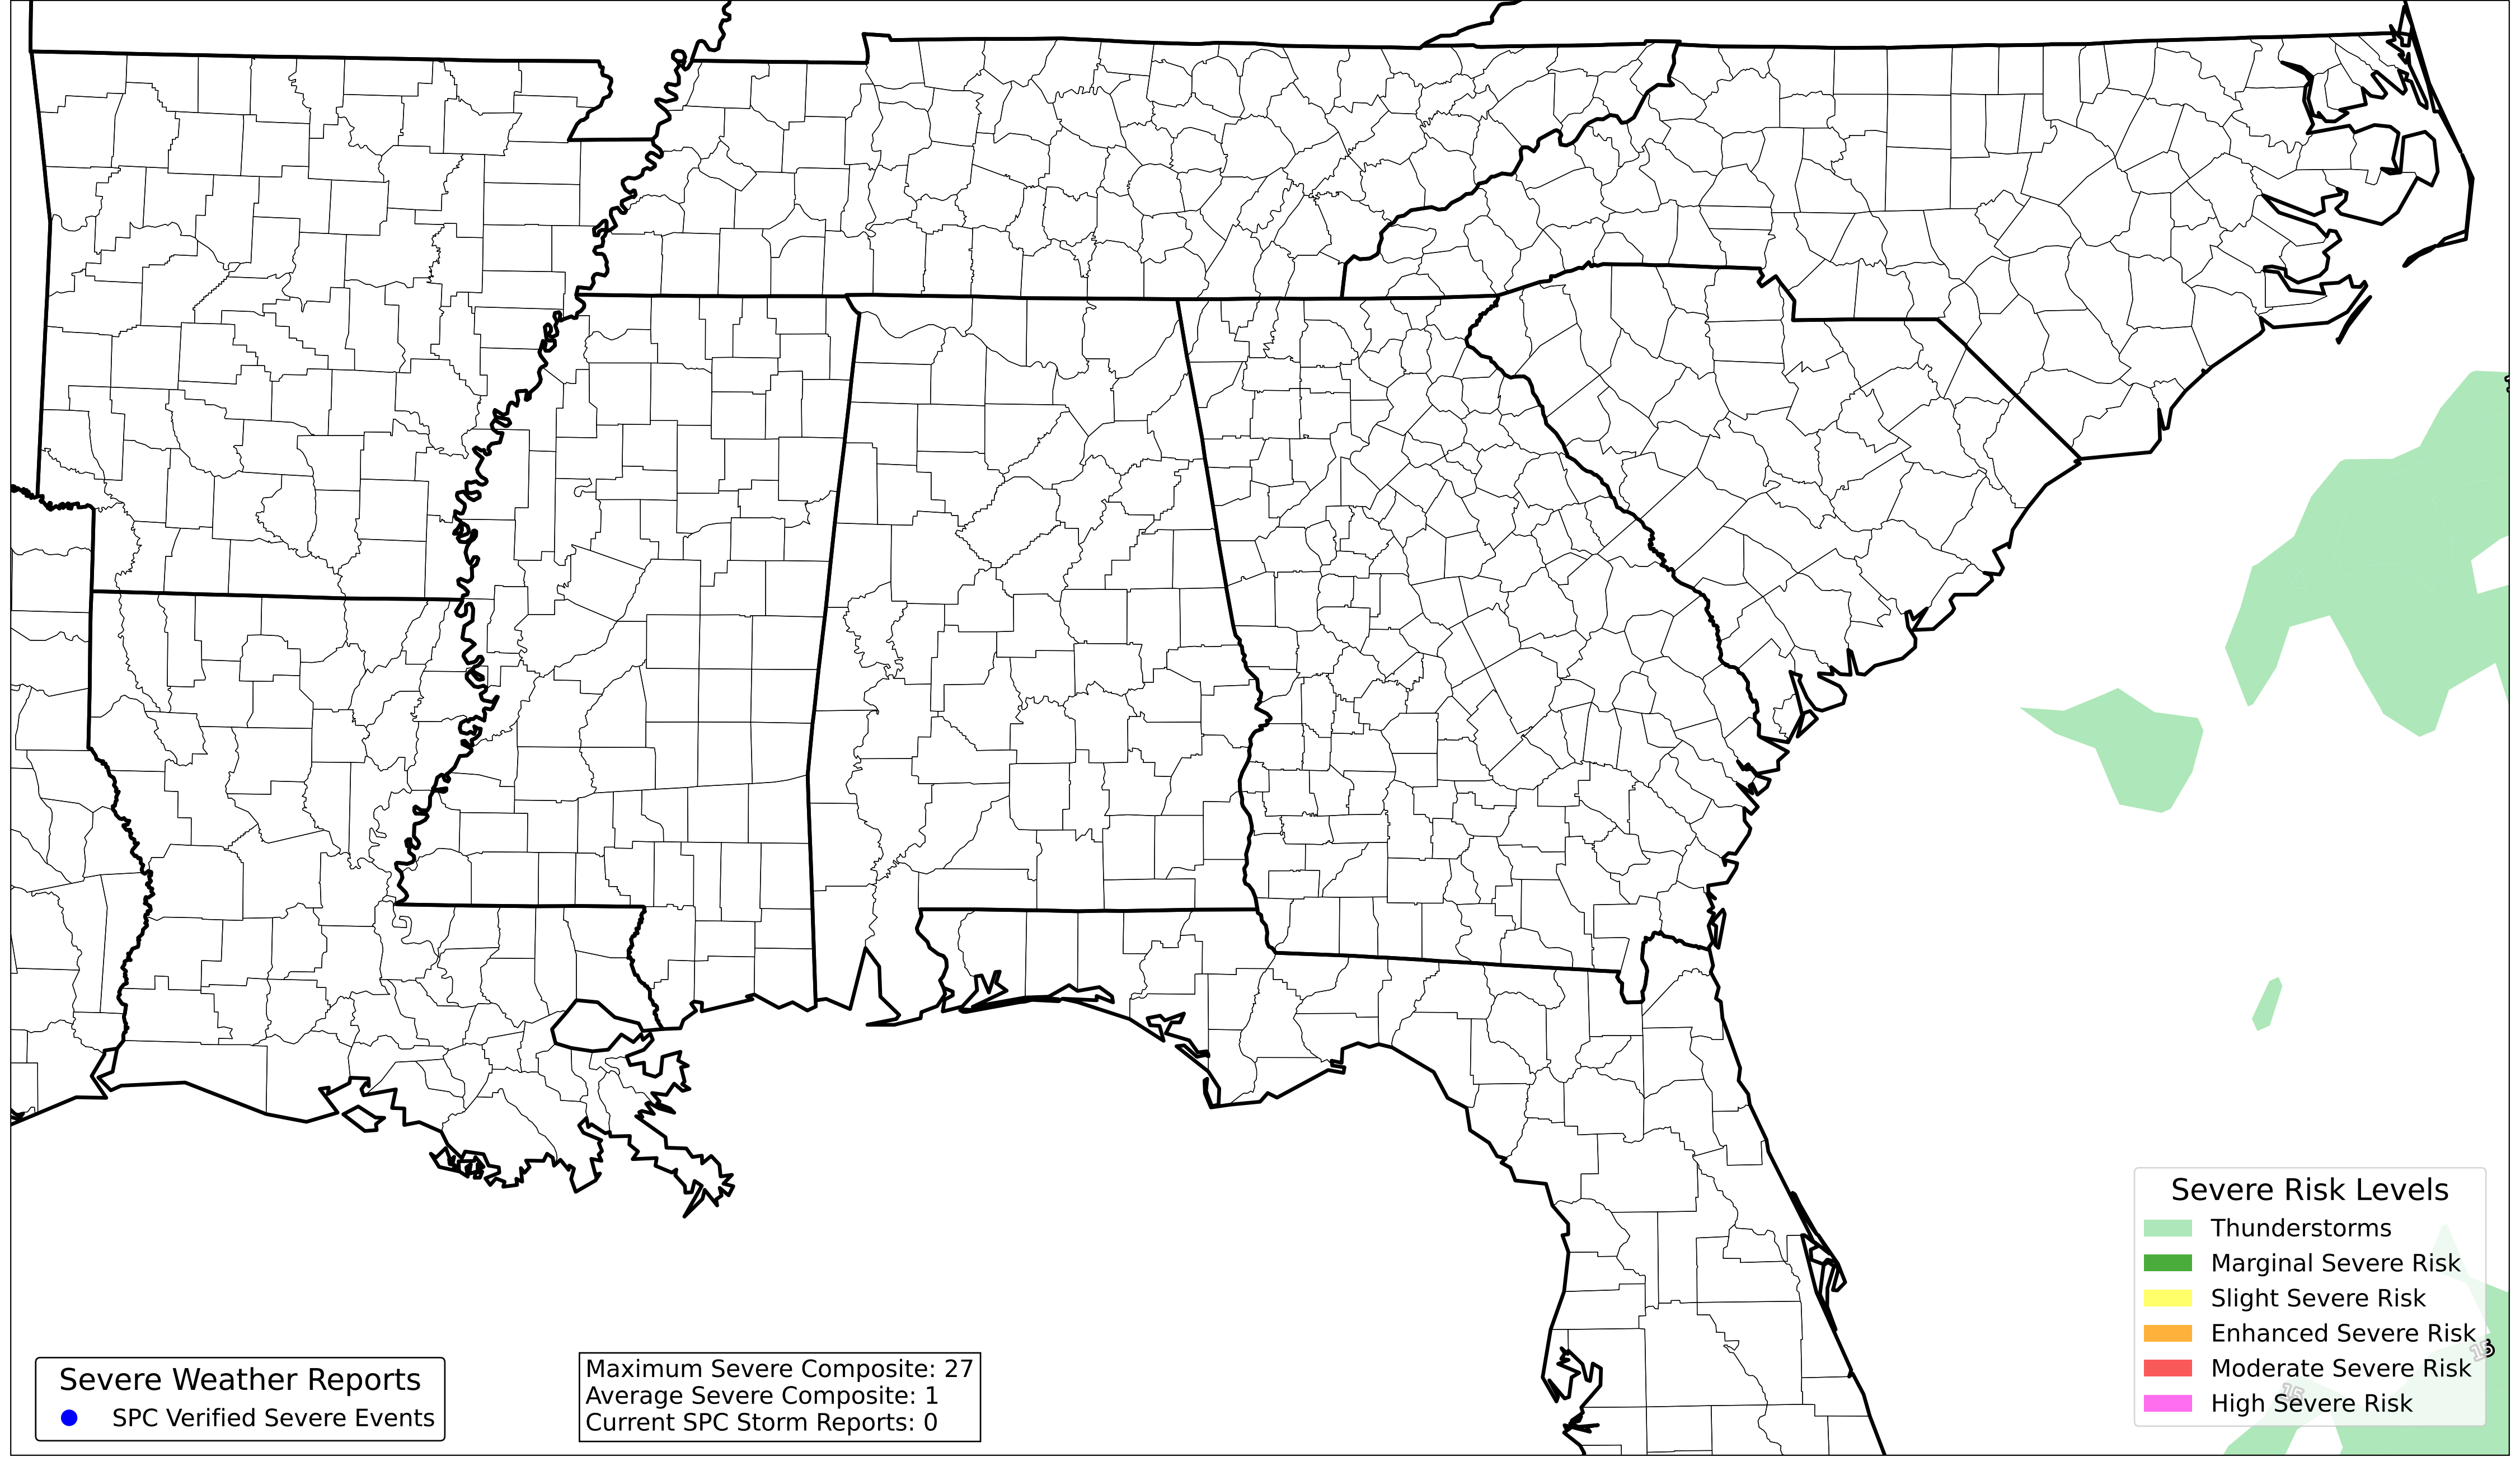 Severe Risk Levels
Thunderstorms
Marginal Severe Risk
Slight Severe Risk
Enhanced Severe Risk
15
Moderate Severe Risk
15
High Severe Risk
Severe Weather Reports
SPC Verified Severe Events
Maximum Severe Composite: 27
Average Severe Composite: 1
Current SPC Storm Reports: 0